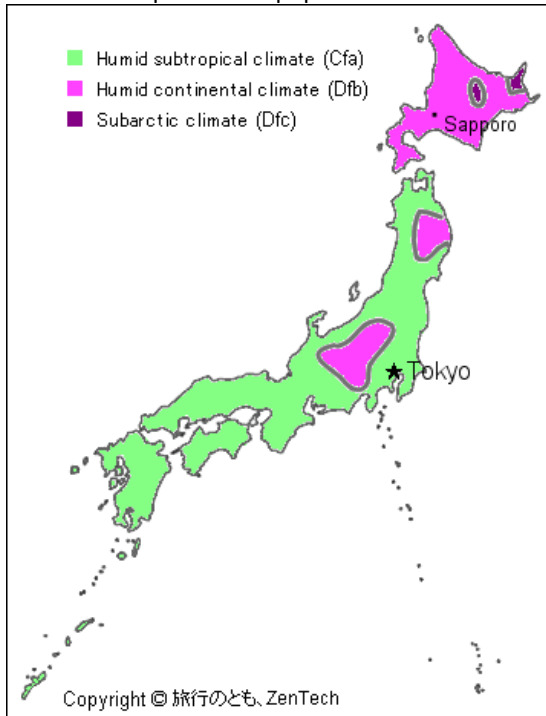 Humid subtropical climate (Cfa)
Humid continental climate (Dfb)
Subarctic climate (Dfc)
Sapporo
Tokyo
Copyright © 旅行のとも、ZenTech